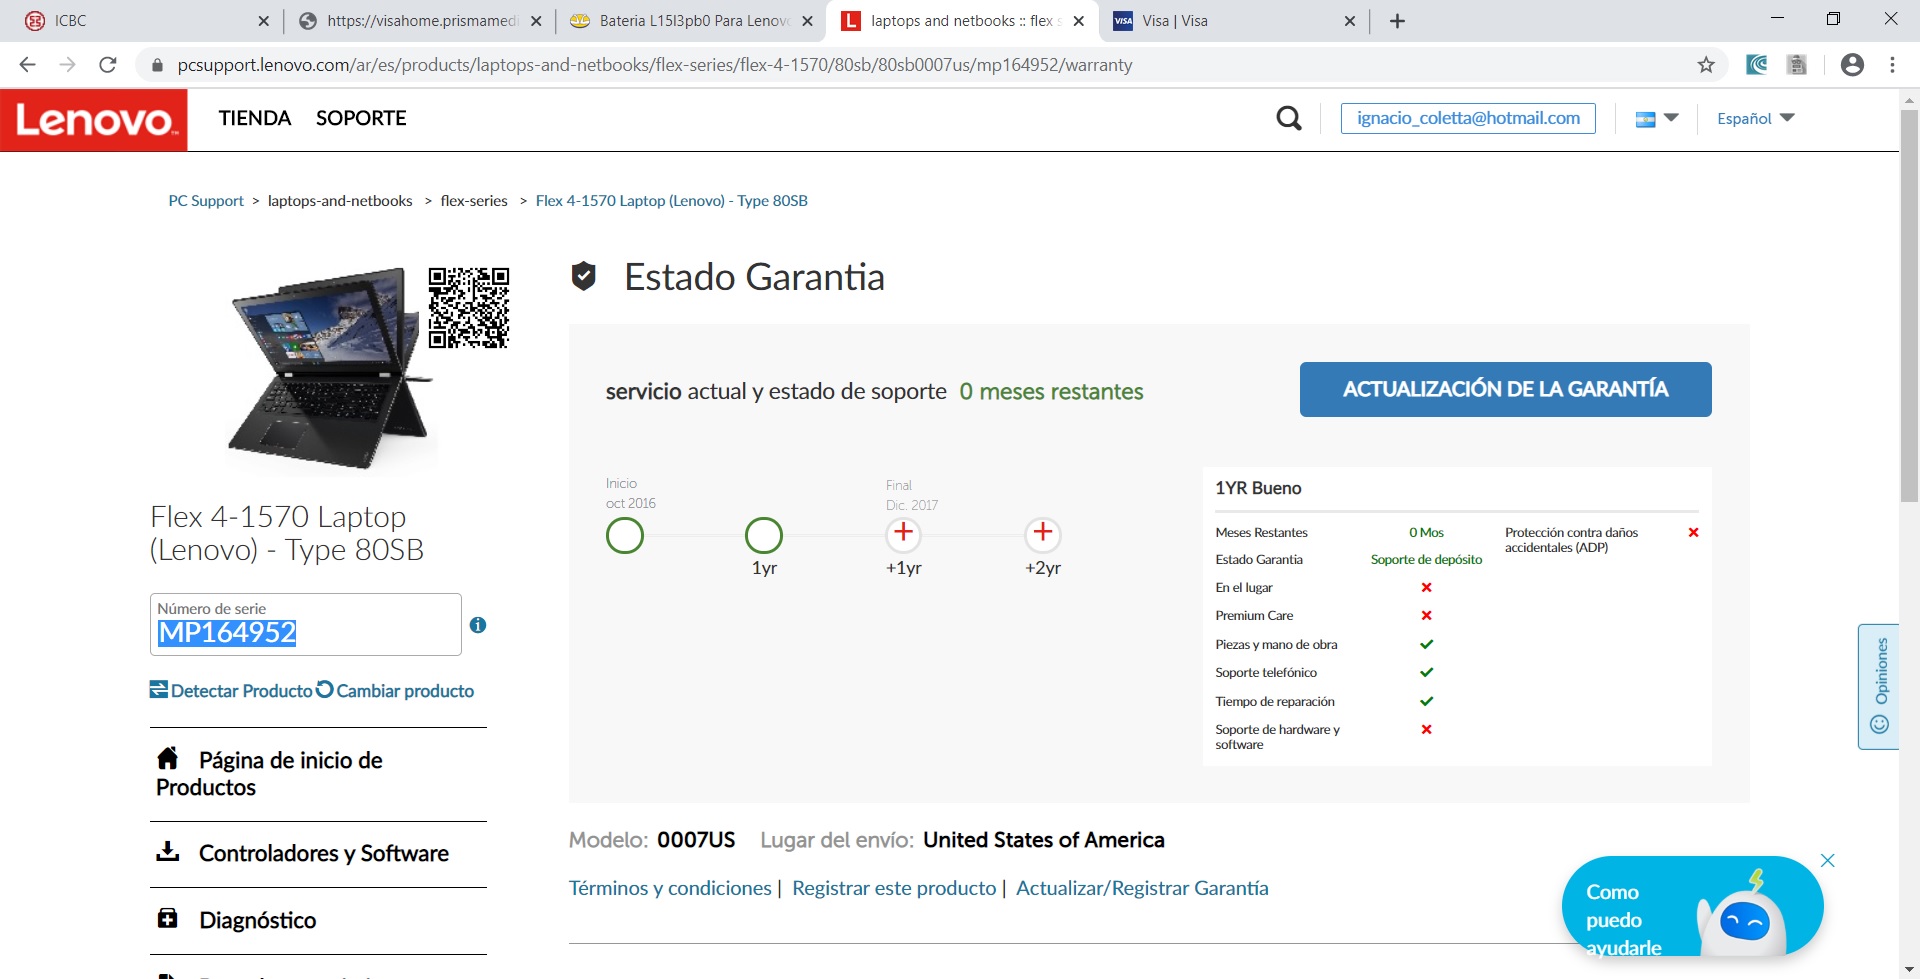 ICBC
https://visahome.prismamedi
Bateria L15l3pb0 Para Lenovo
laptops and netbooks :: flex s
VISA
Visa | Visa
pcsupport.lenovo.com/ar/es/products/laptops-and-netbooks/flex-series/flex-4-1570/80sb/80sb0007us/mp164952/warranty
Lenovo
TIENDA SOPORTE
ignacio_coletta@hotmail.com
Español
PC Support > laptops-and-netbooks > flex-series > Flex 4-1570 Laptop (Lenovo) - Type 80SB
Estado Garantia
servicio actual y estado de soporte 0 meses restantes
ACTUALIZACIÓN DE LA GARANTÍA
Inicio
oct 2016
1yr
Final
Dic. 2017
+1yr
+2yr
1YR Bueno
Meses Restantes 0 Mos
Estado Garantia Soporte de depósito
En el lugar
Premium Care
Piezas y mano de obra
Soporte telefónico
Tiempo de reparación
Soporte de hardware y
software
Protección contra daños
accidentales (ADP)
Flex 4-1570 Laptop
(Lenovo) - Type 80SB
Número de serie
MP164952
Detectar Producto Cambiar producto
Página de inicio de
Productos
Controladores y Software
Diagnóstico
Modelo: 0007US Lugar del envío: United States of America
Términos y condiciones | Registrar este producto | Actualizar/Registrar Garantía
Opiniones
Como
puedo
ayudarle